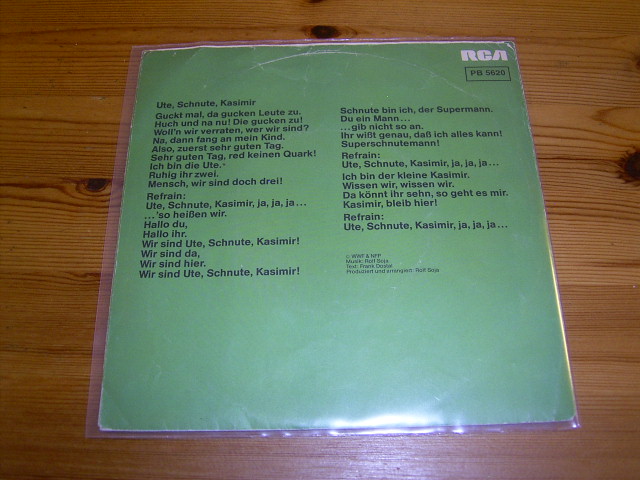 RCA
PB 5620
Ute, Schnute, Kasimir
Guckt mal, da gucken Leute zu.
Huch und na nu! Die gucken zu!
Woll'n wir verraten, wer wir sind?
Na, dann fang an mein Kind.
Also, zuerst sehr guten Tag.
Sehr guten Tag, red keinen Quark!
Ich bin die Ute.
Ruhig ihr zwei.
Mensch, wir sind doch drei!
Refrain:
Ute, Schnute, Kasimir, ja, ja, ja...
...'so heißen wir.
Hallo du,
Hallo ihr.
Wir sind Ute, Schnute, Kasimir!
Wir sind da,
Wir sind hier.
Wir sind Ute, Schnute, Kasimir!
Schnute bin ich, der Supermann.
Du ein Mann...
...gib nicht so an.
Ihr wißt genau, daß ich alles kann!
Superschnutemann!
Refrain:
Ute, Schnute, Kasimir, ja, ja, ja...
Ich bin der kleine Kasimir.
Wissen wir, wissen wir.
Da könnt ihr sehn, so geht es mir.
Kasimir, bleib hier!
Refrain:
Ute, Schnute, Kasimir, ja, ja, ja...
© WWF & NFP
Musik: Rolf Soja
Text: Frank Dostal
Produziert und arrangiert: Rolf Soja